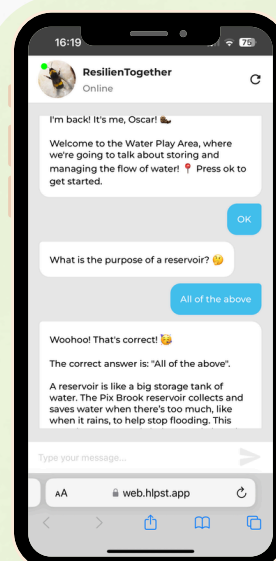 16:19
75
ResilienTogether
Online
I'm back! It's me, Oscar! 🥾
Welcome to the Water Play Area, where
we're going to talk about storing and
managing the flow of water! 📍 Press ok to
get started.
OK
What is the purpose of a reservoir? 🤔
All of the above
Woohoo! That's correct! 🥳
The correct answer is: "All of the above".
A reservoir is like a big storage tank of
water. The Pix Brook reservoir collects and
saves water when there's too much, like
when it rains, to help stop flooding. This
Type your message...
AA web.hlpst.app